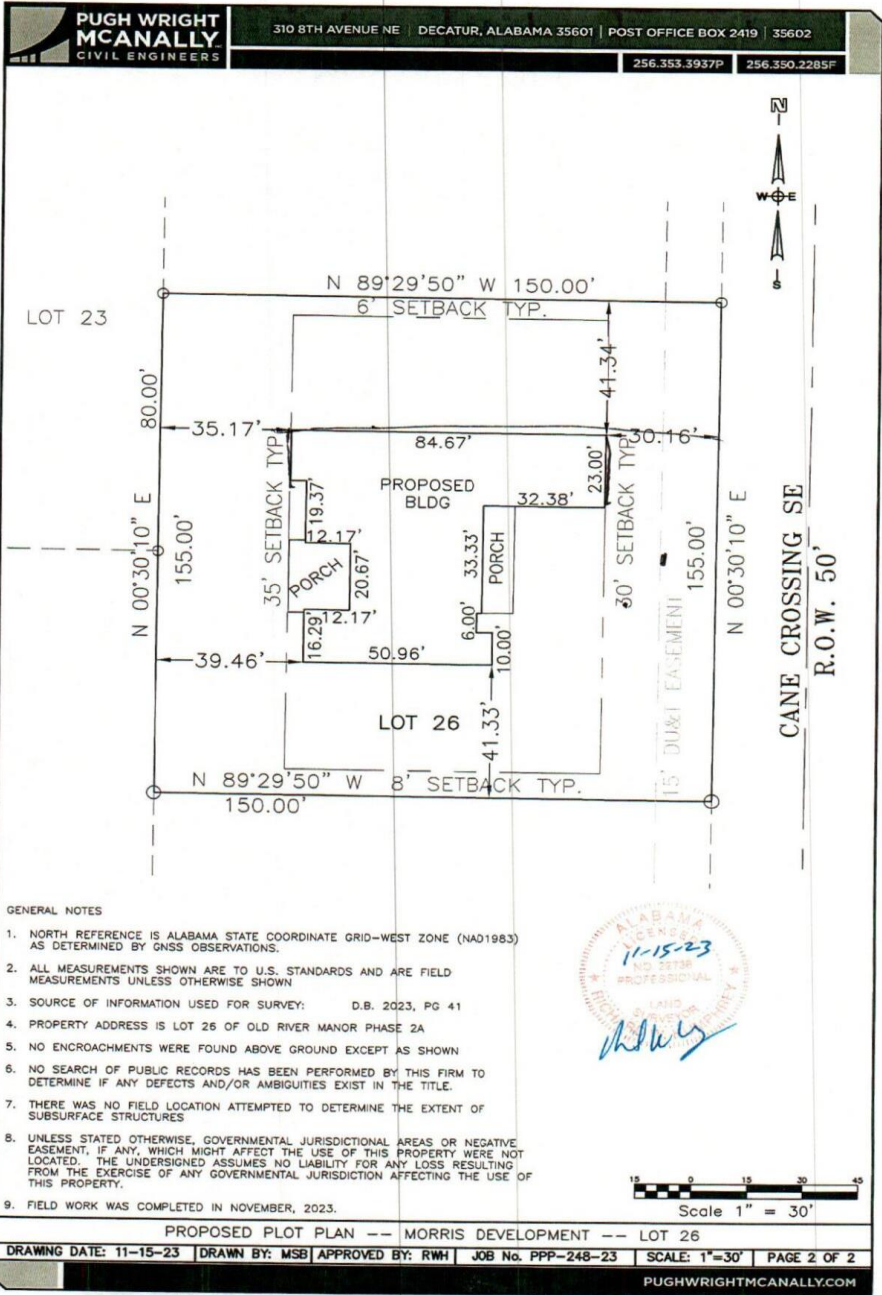 PUGH WRIGHT
MCANALLY
CIVIL ENGINEERS
310 8TH AVENUE NE | DECATUR, ALABAMA 35601 | POST OFFICE BOX 2419 | 35602
256.353.3937P | 256.350.2285F
N
W E
S
N 89°29'50" W 150.00'
6' SETBACK TYP.
LOT 23
80.00'
41.34'
35.17'
84.67'
30.16'
35' SETBACK TYP.
PROPOSED
BLDG
23.00'
30' SETBACK TYP.
19.37'
32.38'
12.17'
PORCH
20.67'
33.33'
PORCH
N 00°30'10" E
155.00'
155.00'
N 00°30'10" E
12.17'
16.29'
6.00'
10.00'
39.46'
50.96'
LOT 26
41.33'
15' DU&I EASEMENT
CANE CROSSING SE
R.O.W. 50'
N 89°29'50" W 8' SETBACK TYP.
150.00'
GENERAL NOTES
1. NORTH REFERENCE IS ALABAMA STATE COORDINATE GRID-WEST ZONE (NAD1983)
AS DETERMINED BY GNSS OBSERVATIONS.
2. ALL MEASUREMENTS SHOWN ARE TO U.S. STANDARDS AND ARE FIELD
MEASUREMENTS UNLESS OTHERWISE SHOWN
3. SOURCE OF INFORMATION USED FOR SURVEY: D.B. 2023, PG 41
4. PROPERTY ADDRESS IS LOT 26 OF OLD RIVER MANOR PHASE 2A
5. NO ENCROACHMENTS WERE FOUND ABOVE GROUND EXCEPT AS SHOWN
6. NO SEARCH OF PUBLIC RECORDS HAS BEEN PERFORMED BY THIS FIRM TO
DETERMINE IF ANY DEFECTS AND/OR AMBIGUITIES EXIST IN THE TITLE.
7. THERE WAS NO FIELD LOCATION ATTEMPTED TO DETERMINE THE EXTENT OF
SUBSURFACE STRUCTURES
8. UNLESS STATED OTHERWISE, GOVERNMENTAL JURISDICTIONAL AREAS OR NEGATIVE
EASEMENT, IF ANY, WHICH MIGHT AFFECT THE USE OF THIS PROPERTY WERE NOT
LOCATED. THE UNDERSIGNED ASSUMES NO LIABILITY FOR ANY LOSS RESULTING
FROM THE EXERCISE OF ANY GOVERNMENTAL JURISDICTION AFFECTING THE USE OF
THIS PROPERTY.
9. FIELD WORK WAS COMPLETED IN NOVEMBER, 2023.
ALABAMA
LICENSED
11-15-23
PROFESSIONAL
LAND
SURVEYOR
15 0 15 30 45
Scale 1" = 30'
PROPOSED PLOT PLAN -- MORRIS DEVELOPMENT -- LOT 26
DRAWING DATE: 11-15-23 | DRAWN BY: MSB | APPROVED BY: RWH | JOB No. PPP-248-23 | SCALE: 1"=30' | PAGE 2 OF 2
PUGHWRIGHTMCANALLY.COM